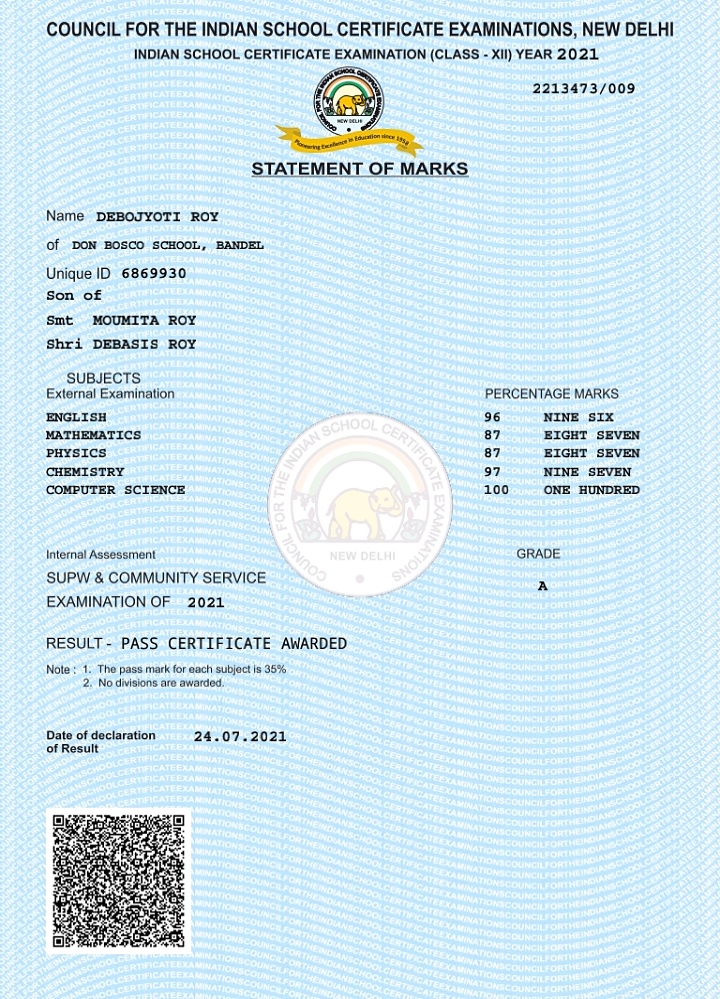 COUNCIL FOR THE INDIAN SCHOOL CERTIFICATE EXAMINATIONS, NEW DELHI
INDIAN SCHOOL CERTIFICATE EXAMINATION (CLASS - XII) YEAR 2021
2213473/009
COUNCIL FOR THE INDIAN SCHOOL CERTIFICATE EXAMINATIONS
NEW DELHI
Pioneering Excellence in Education since 1958
STATEMENT OF MARKS
Name DEBOJYOTI ROY
of DON BOSCO SCHOOL, BANDEL
Unique ID 6869930
Son of
Smt MOUMITA ROY
Shri DEBASIS ROY
SUBJECTS
External Examination PERCENTAGE MARKS
ENGLISH 96 NINE SIX
MATHEMATICS 87 EIGHT SEVEN
PHYSICS 87 EIGHT SEVEN
CHEMISTRY 97 NINE SEVEN
COMPUTER SCIENCE 100 ONE HUNDRED
COUNCIL FOR THE INDIAN SCHOOL CERTIFICATE EXAMINATIONS
NEW DELHI
Internal Assessment GRADE
SUPW & COMMUNITY SERVICE A
EXAMINATION OF 2021
RESULT - PASS CERTIFICATE AWARDED
Note : 1. The pass mark for each subject is 35%
2. No divisions are awarded.
Date of declaration 24.07.2021
of Result